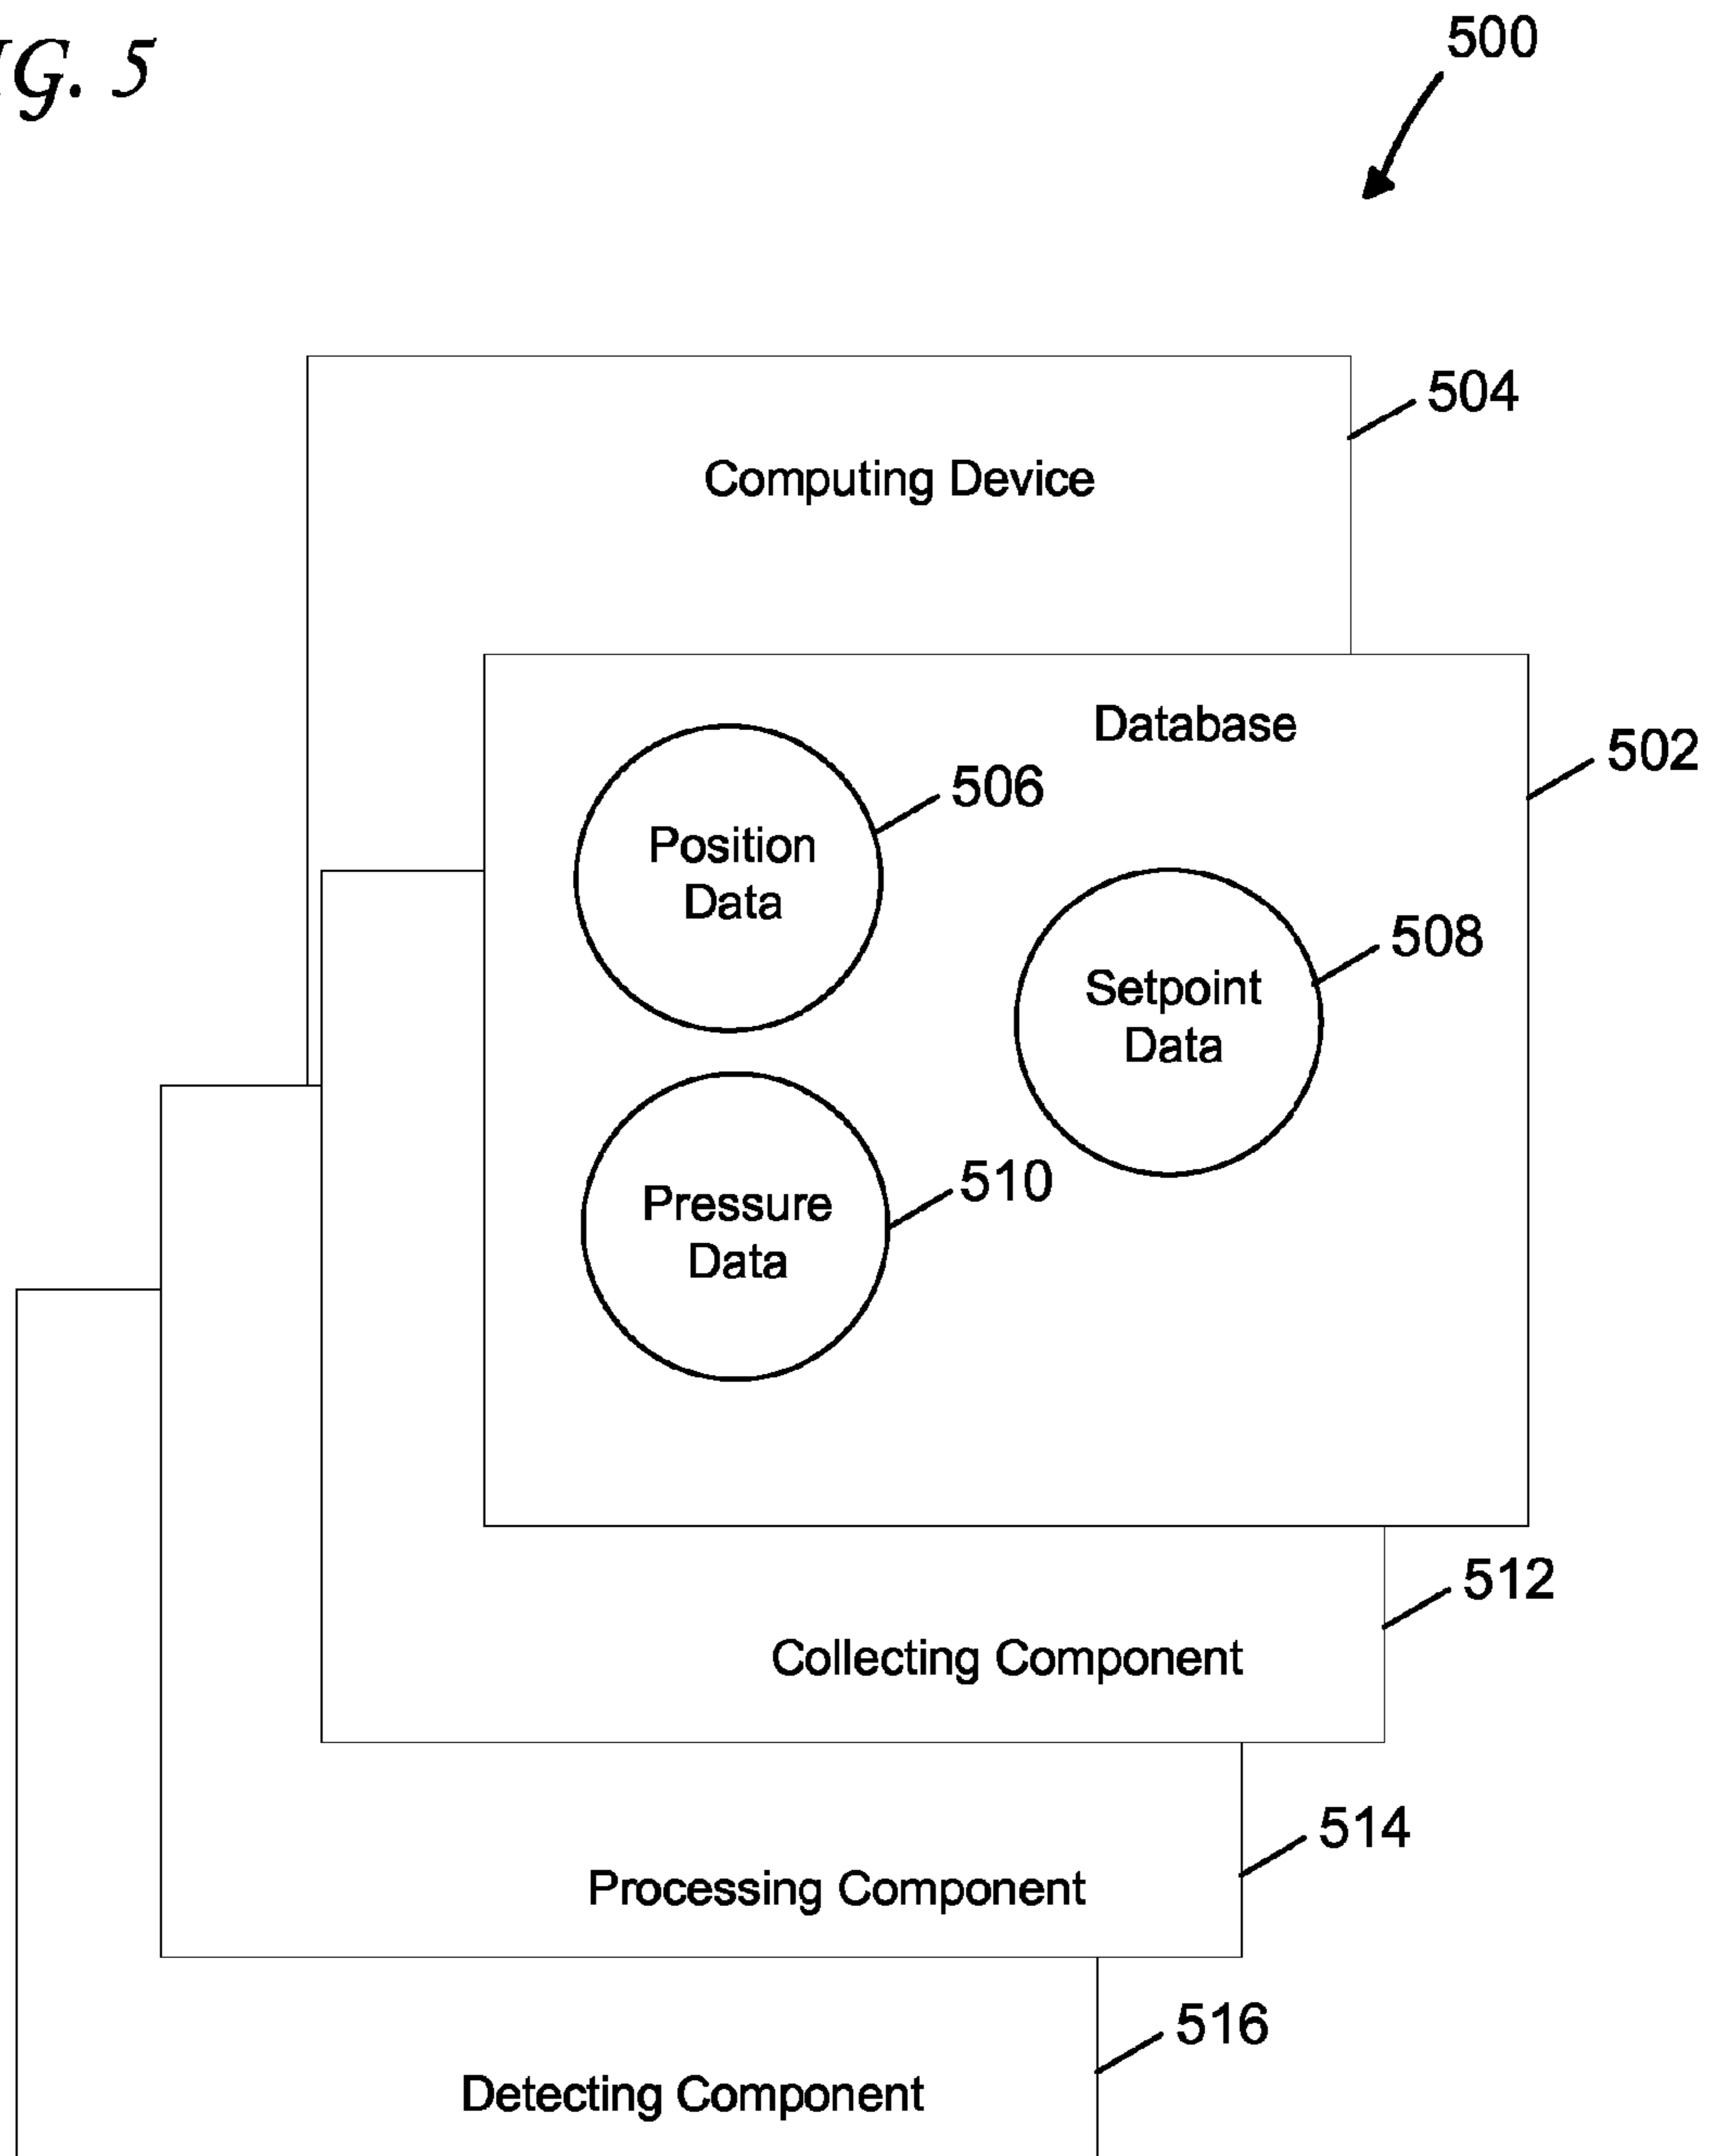 G. 5
500
504
Computing Device
Database
502
506
Position
Data
508
Setpoint
Data
510
Pressure
Data
512
Collecting Component
514
Processing Component
516
Detecting Component